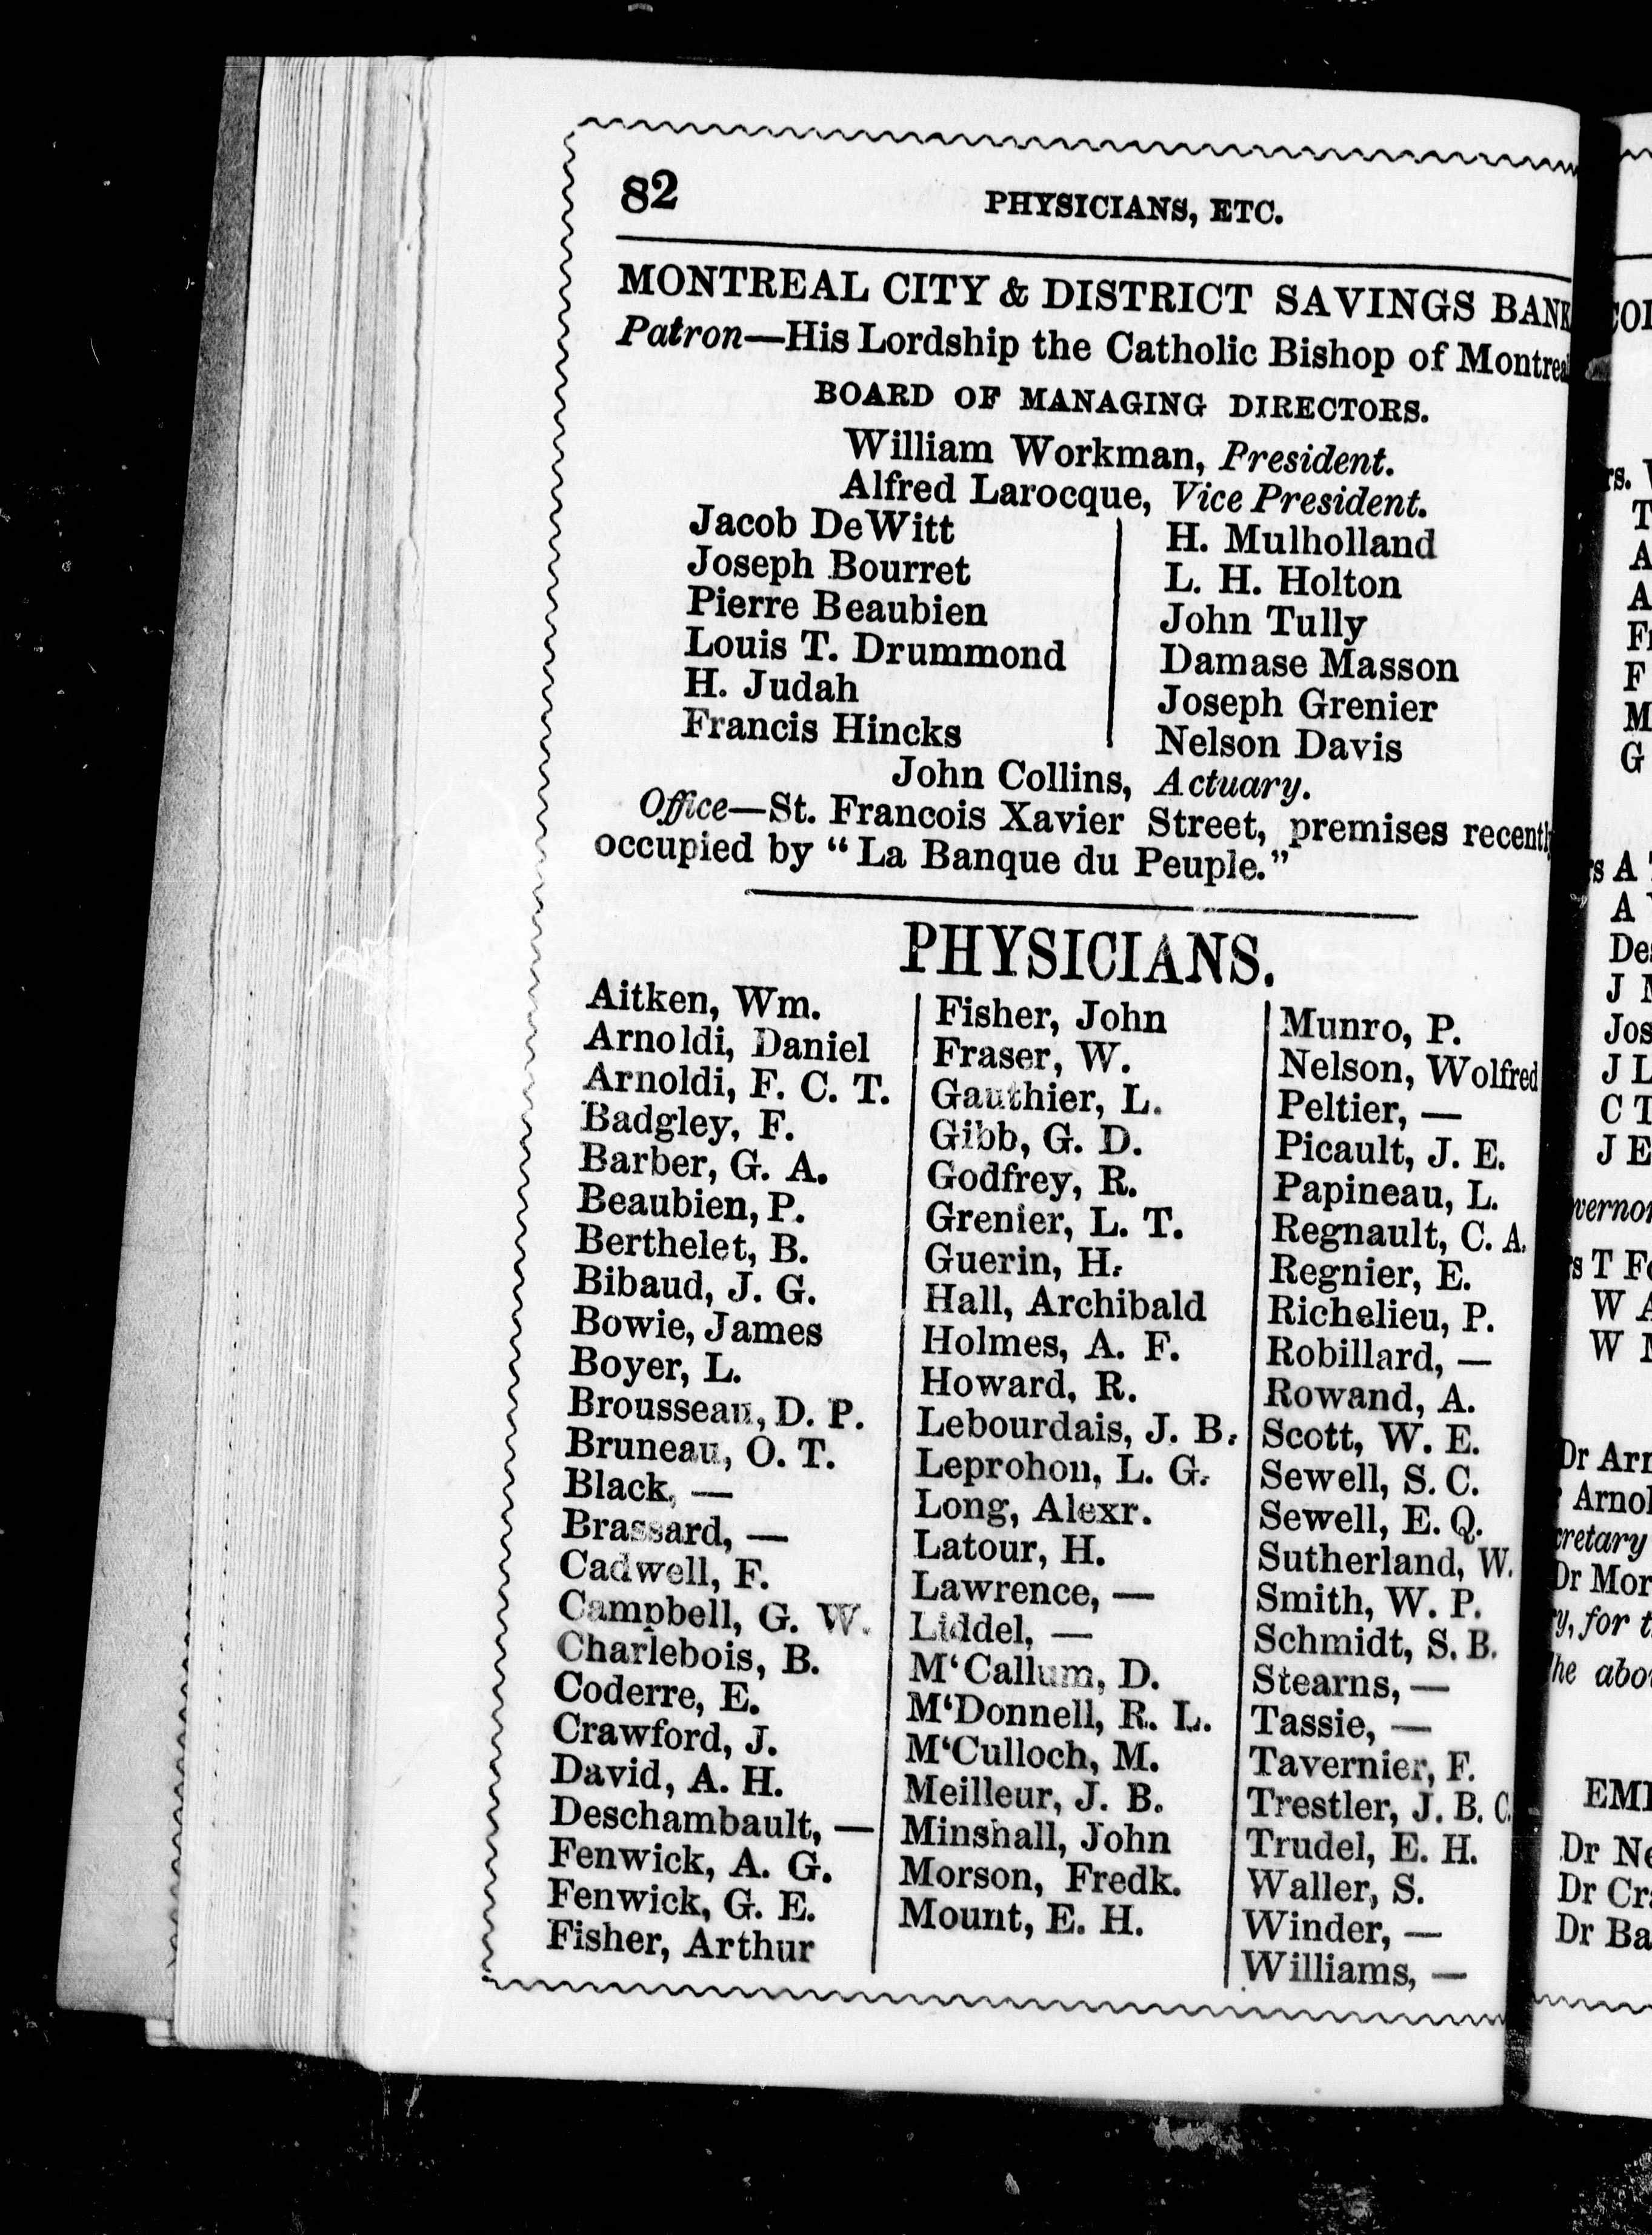 82
PHYSICIANS, ETC.
MONTREAL CITY & DISTRICT SAVINGS BANK
Patron—His Lordship the Catholic Bishop of Montreal
BOARD OF MANAGING DIRECTORS.
William Workman, President.
Alfred Larocque, Vice President.
Jacob DeWitt
Joseph Bourret
Pierre Beaubien
Louis T. Drummond
H. Judah
Francis Hincks
H. Mulholland
L. H. Holton
John Tully
Damase Masson
Joseph Grenier
Nelson Davis
John Collins, Actuary.
Office—St. Francois Xavier Street, premises recently
occupied by “La Banque du Peuple.”
PHYSICIANS.
Aitken, Wm.
Arnoldi, Daniel
Arnoldi, F. C. T.
Badgley, F.
Barber, G. A.
Beaubien, P.
Berthelet, B.
Bibaud, J. G.
Bowie, James
Boyer, L.
Brousseau, D. P.
Bruneau, O. T.
Black, —
Brassard, —
Cadwell, F.
Campbell, G. W.
Charlebois, B.
Coderre, E.
Crawford, J.
David, A. H.
Deschambault, —
Fenwick, A. G.
Fenwick, G. E.
Fisher, Arthur
Fisher, John
Fraser, W.
Gauthier, L.
Gibb, G. D.
Godfrey, R.
Grenier, L. T.
Guerin, H.
Hall, Archibald
Holmes, A. F.
Howard, R.
Lebourdais, J. B.
Leprohon, L. G.
Long, Alexr.
Latour, H.
Lawrence, —
Liddel, —
M‘Callum, D.
M‘Donnell, R. L.
M‘Culloch, M.
Meilleur, J. B.
Minshall, John
Morson, Fredk.
Mount, E. H.
Munro, P.
Nelson, Wolfred
Peltier, —
Picault, J. E.
Papineau, L.
Regnault, C. A.
Regnier, E.
Richelieu, P.
Robillard, —
Rowand, A.
Scott, W. E.
Sewell, S. C.
Sewell, E. Q.
Sutherland, W.
Smith, W. P.
Schmidt, S. B.
Stearns, —
Tassie, —
Tavernier, F.
Trestler, J. B. C.
Trudel, E. H.
Waller, S.
Winder, —
Williams, —